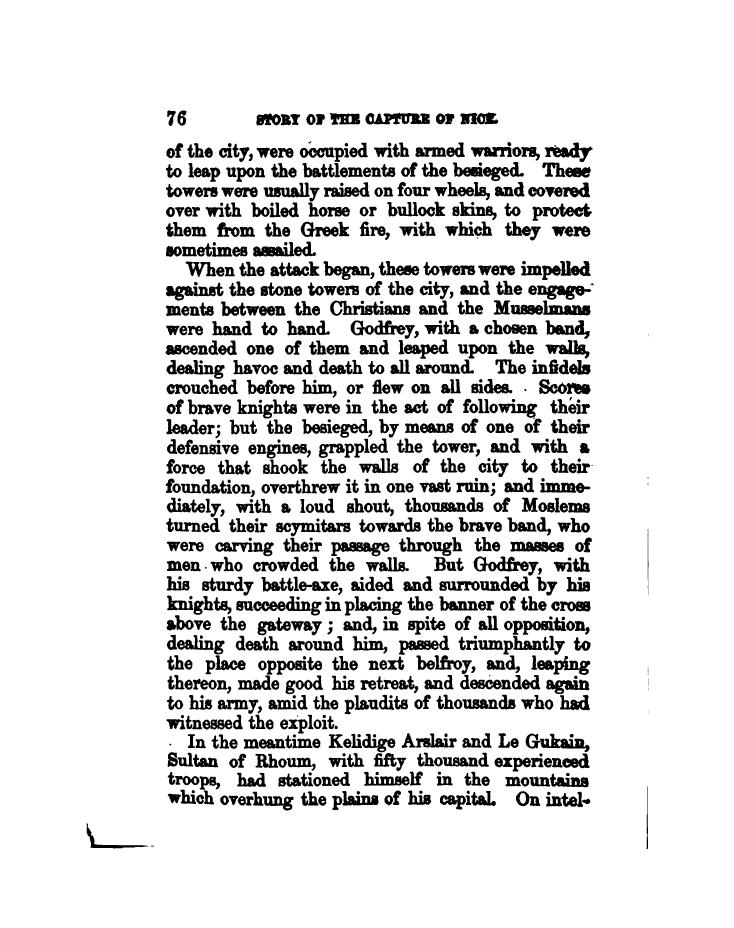 76 STORY OF THE CAPTURE OF NICE.
of the city, were occupied with armed warriors, ready
to leap upon the battlements of the besieged. These
towers were usually raised on four wheels, and covered
over with boiled horse or bullock skins, to protect
them from the Greek fire, with which they were
sometimes assailed.
When the attack began, these towers were impelled
against the stone towers of the city, and the engage-
ments between the Christians and the Musselmans
were hand to hand. Godfrey, with a chosen band,
ascended one of them and leaped upon the walls,
dealing havoc and death to all around. The infidels
crouched before him, or flew on all sides. Scores
of brave knights were in the act of following their
leader; but the besieged, by means of one of their
defensive engines, grappled the tower, and with a
force that shook the walls of the city to their
foundation, overthrew it in one vast ruin; and imme-
diately, with a loud shout, thousands of Moslems
turned their scymitars towards the brave band, who
were carving their passage through the masses of
men who crowded the walls. But Godfrey, with
his sturdy battle-axe, aided and surrounded by his
knights, succeeding in placing the banner of the cross
above the gateway; and, in spite of all opposition,
dealing death around him, passed triumphantly to
the place opposite the next belfroy, and, leaping
thereon, made good his retreat, and descended again
to his army, amid the plaudits of thousands who had
witnessed the exploit.
In the meantime Kelidige Arslair and Le Gukain,
Sultan of Rhoum, with fifty thousand experienced
troops, had stationed himself in the mountains
which overhung the plains of his capital. On intel-